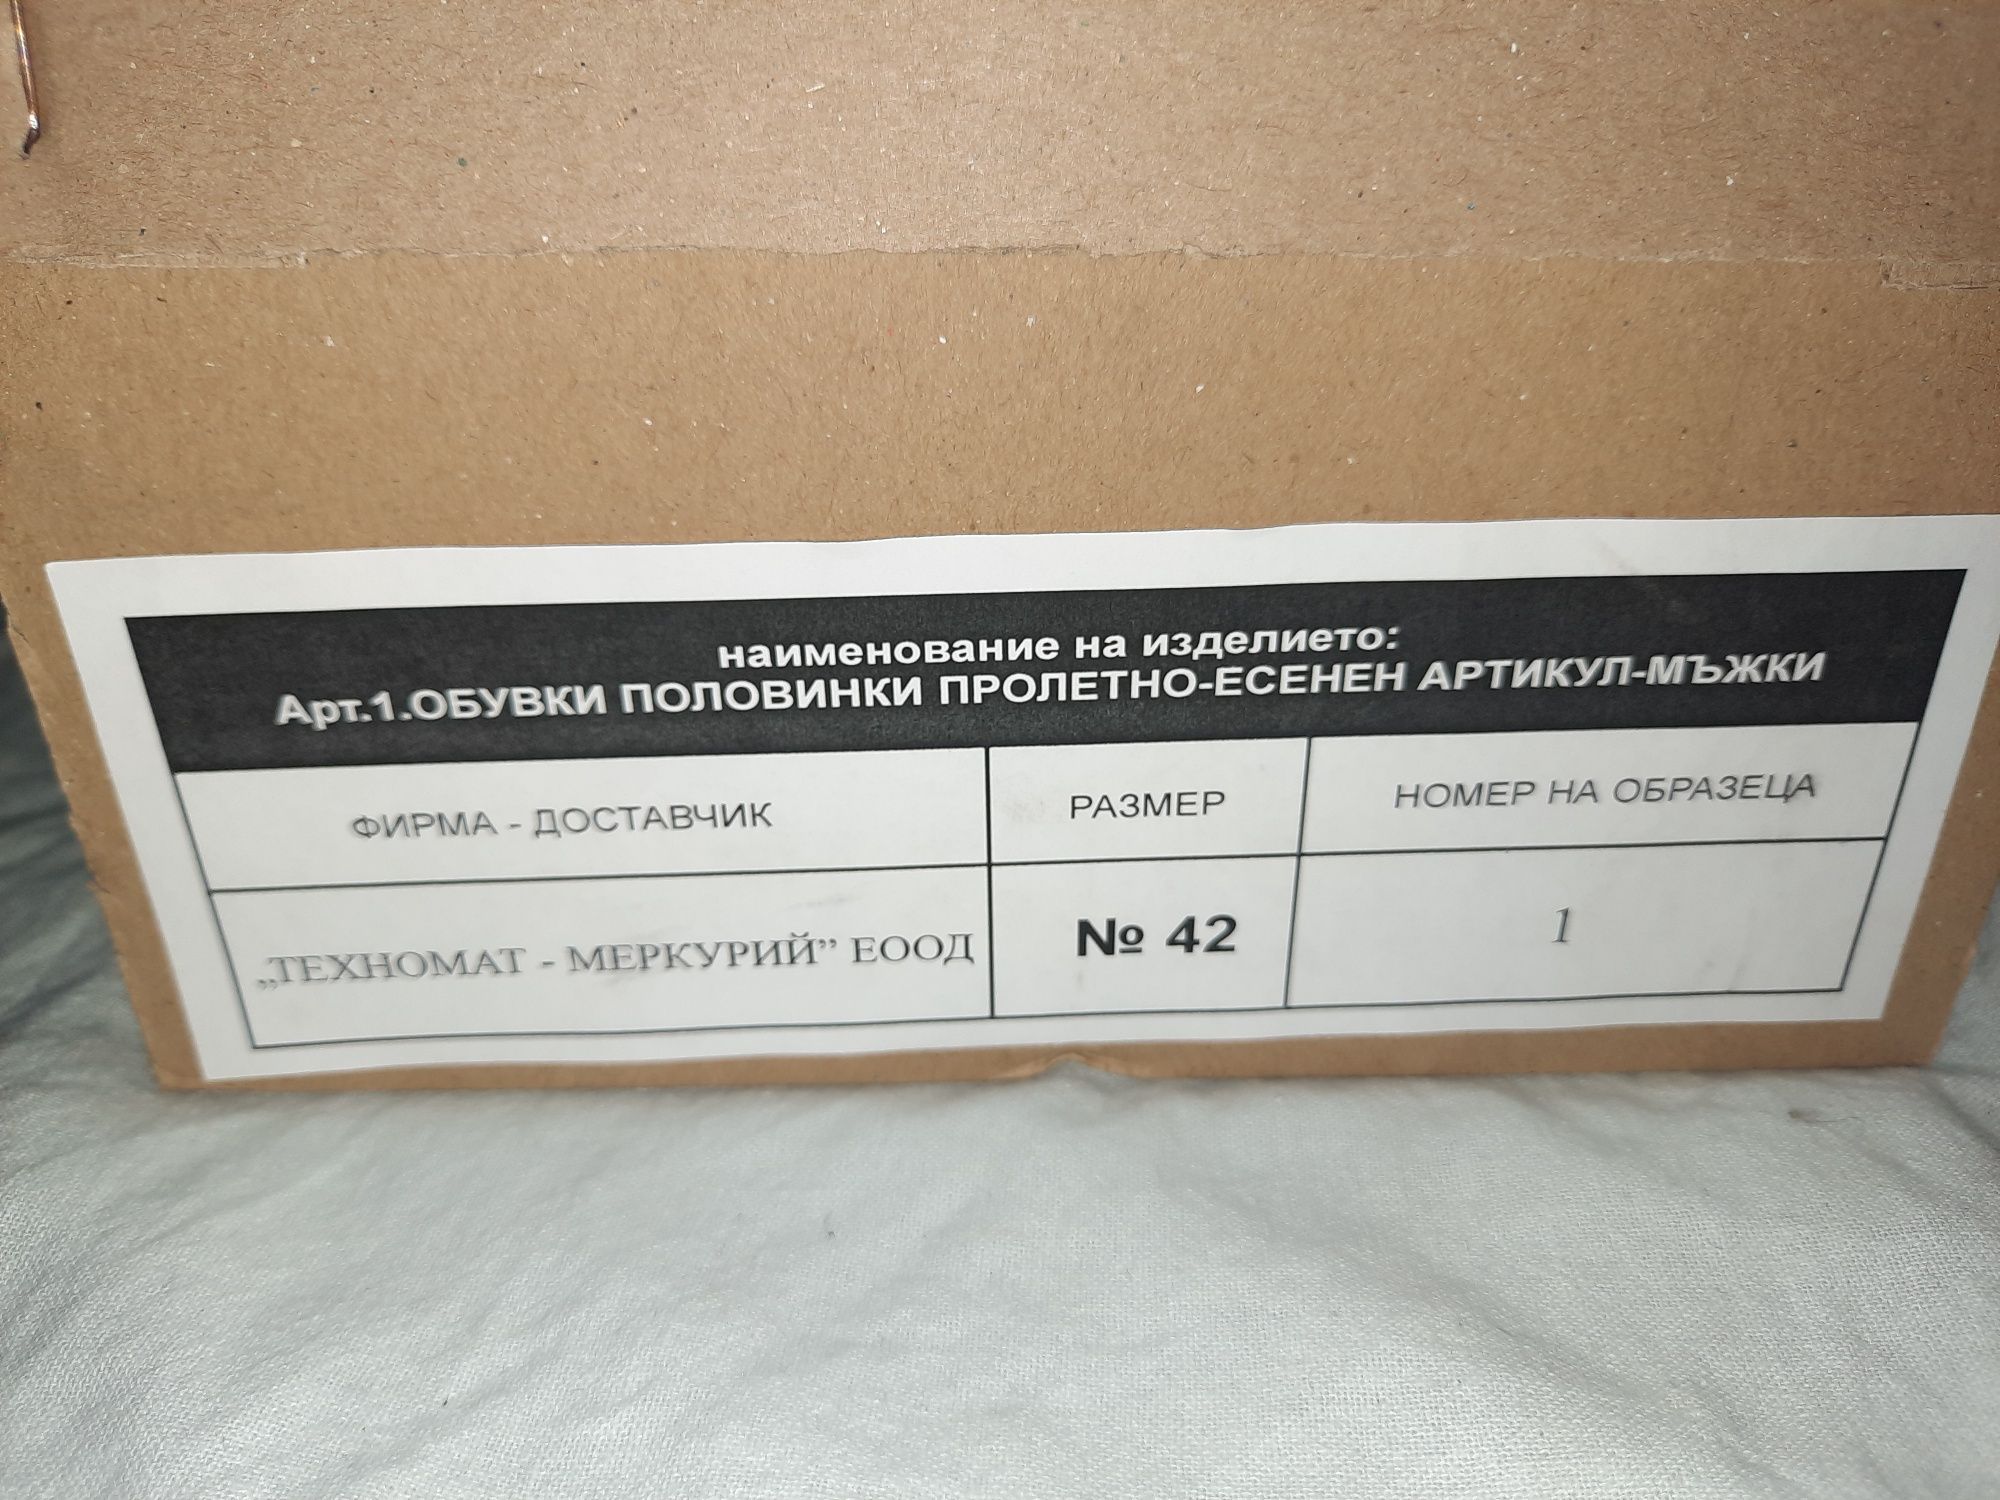 наименование на изделието:
Арт.1.ОБУВКИ ПОЛОВИНКИ ПРОЛЕТНО-ЕСЕНЕН АРТИКУЛ-МЪЖКИ
ФИРМА - ДОСТАВЧИК
РАЗМЕР
НОМЕР НА ОБРАЗЕЦА
„ТЕХНОМАТ - МЕРКУРИЙ” ЕООД
№ 42
1